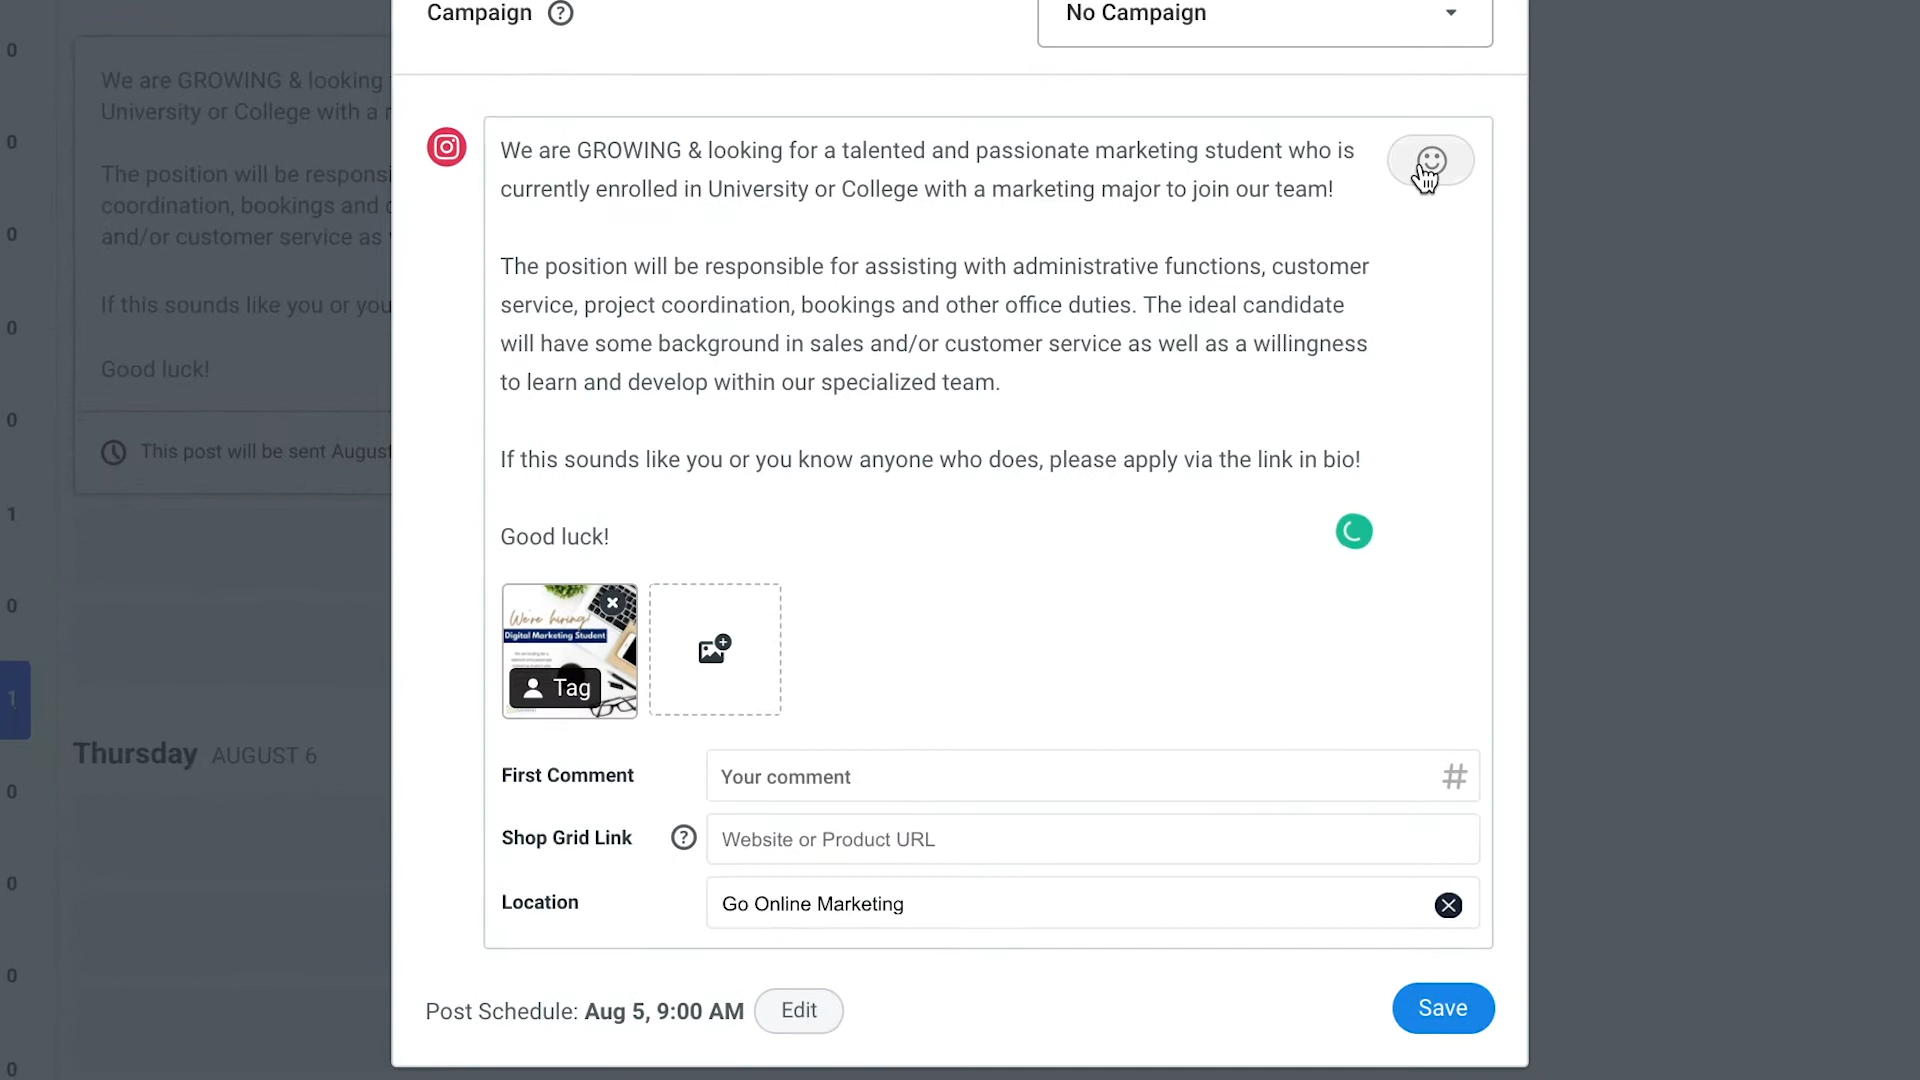 Campaign ?
No Campaign
0
0
0
0
0
1
0
1
0
0
0
0
We are GROWING & looking
University or College with a
The position will be
coordination, bookings and
and/or customer service as
If this sounds like you or you
Good luck!
This post will be sent August
Thursday AUGUST 6
We are GROWING & looking for a talented and passionate marketing student who is
currently enrolled in University or College with a marketing major to join our team!
The position will be responsible for assisting with administrative functions, customer
service, project coordination, bookings and other office duties. The ideal candidate
will have some background in sales and/or customer service as well as a willingness
to learn and develop within our specialized team.
If this sounds like you or you know anyone who does, please apply via the link in bio!
Good luck!
We're hiring!
Digital Marketing Student
Tag
First Comment
Your comment #
Shop Grid Link ?
Website or Product URL
Location
Go Online Marketing
Post Schedule: Aug 5, 9:00 AM Edit
Save